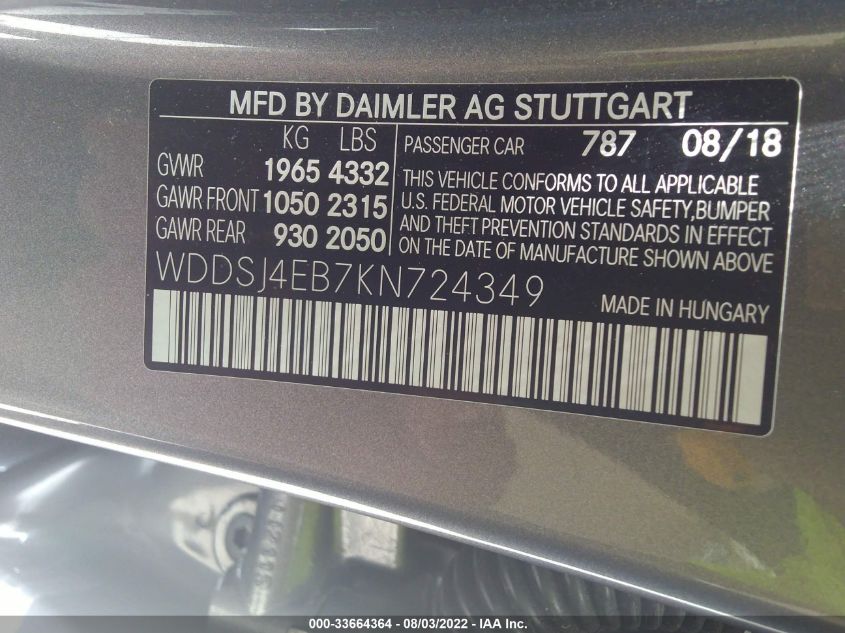 MFD BY DAIMLER AG STUTTGART
KG LBS
GVWR 1965 4332
GAWR FRONT 1050 2315
GAWR REAR 930 2050
PASSENGER CAR 787 08/18
THIS VEHICLE CONFORMS TO ALL APPLICABLE
U.S. FEDERAL MOTOR VEHICLE SAFETY,BUMPER
AND THEFT PREVENTION STANDARDS IN EFFECT
ON THE DATE OF MANUFACTURE SHOWN ABOVE
WDDSJ4EB7KN724349
MADE IN HUNGARY
000-33664364 - 08/03/2022 - IAA Inc.